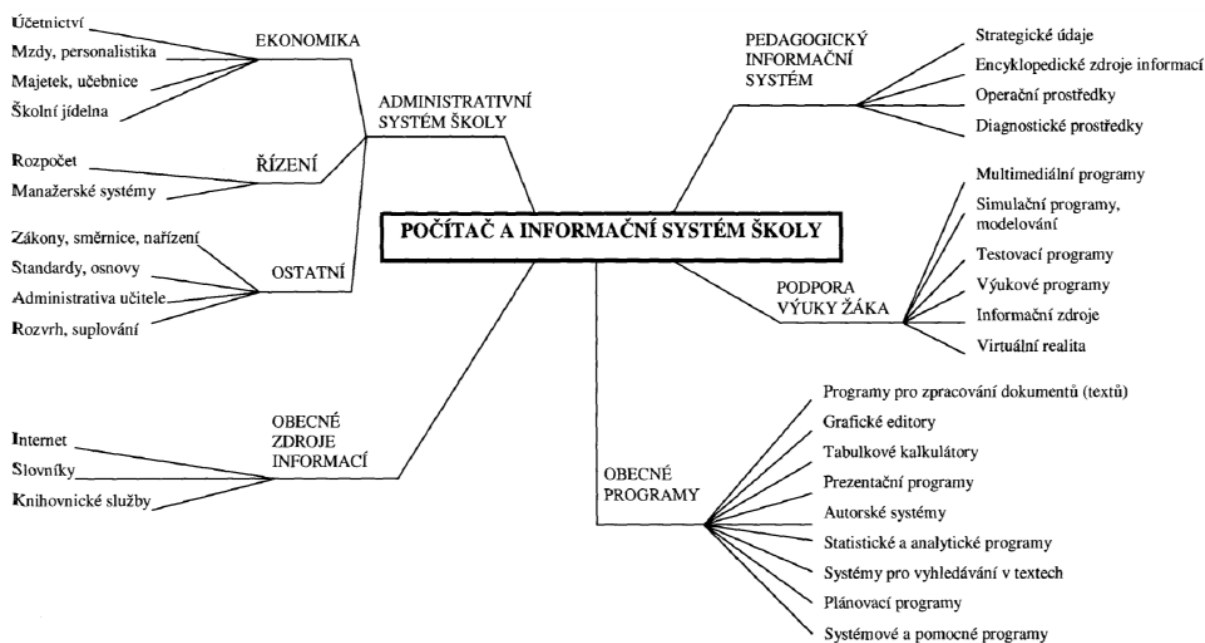 Účetnictví
Mzdy, personalistika
Majetek, učebnice
Školní jídelna
EKONOMIKA
Rozpočet
Manažerské systémy
ŘÍZENÍ
Zákony, směrnice, nařízení
Standardy, osnovy
Administrativa učitele
Rozvrh, suplování
OSTATNÍ
ADMINISTRATIVNÍ
SYSTÉM ŠKOLY
Internet
Slovníky
Knihovnické služby
OBECNÉ
ZDROJE
INFORMACÍ
POČÍTAČ A INFORMAČNÍ SYSTÉM ŠKOLY
PEDAGOGICKÝ
INFORMAČNÍ
SYSTÉM
Strategické údaje
Encyklopedické zdroje informací
Operační prostředky
Diagnostické prostředky
PODPORA
VÝUKY ŽÁKA
Multimediální programy
Simulační programy,
modelování
Testovací programy
Výukové programy
Informační zdroje
Virtuální realita
OBECNÉ
PROGRAMY
Programy pro zpracování dokumentů (textů)
Grafické editory
Tabulkové kalkulátory
Prezentační programy
Autorské systémy
Statistické a analytické programy
Systémy pro vyhledávání v textech
Plánovací programy
Systémové a pomocné programy